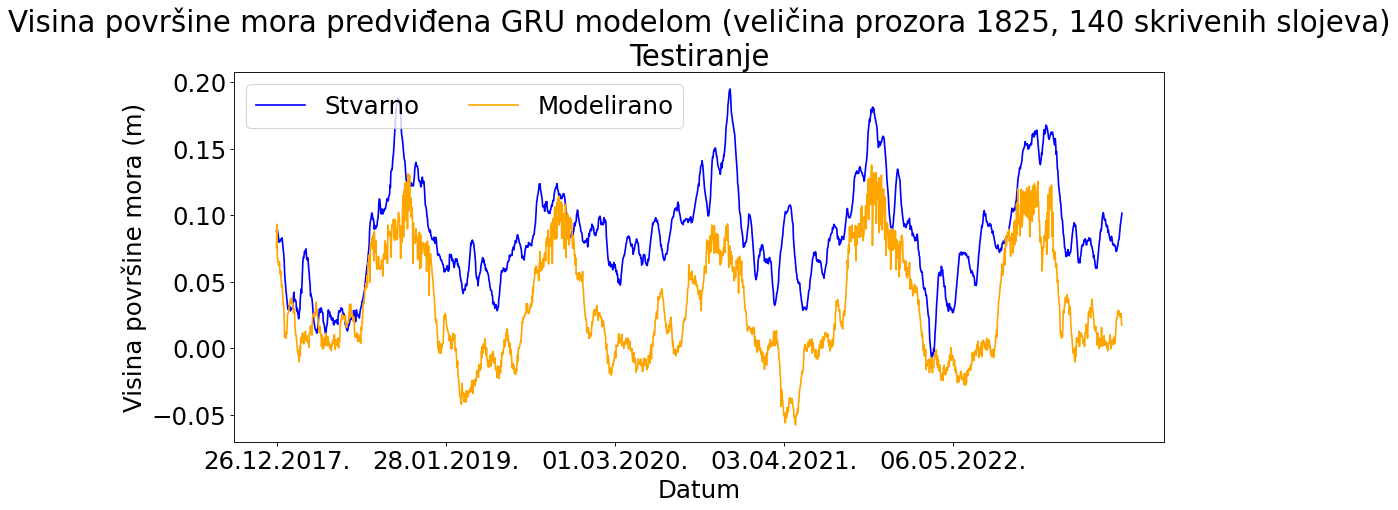 Visina površine mora predviđena GRU modelom (veličina prozora 1825, 140 skrivenih slojeva)
Testiranje
Stvarno
Modelirano
Visina površine mora (m)
0.20
0.15
0.10
0.05
0.00
−0.05
26.12.2017.
28.01.2019.
01.03.2020.
03.04.2021.
06.05.2022.
Datum